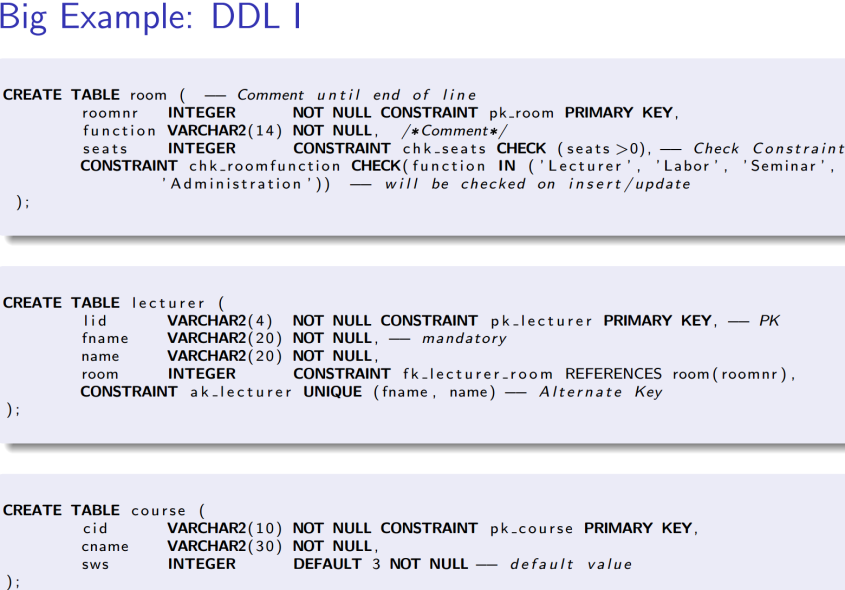 Big Example: DDL I
CREATE TABLE room ( -- Comment until end of line
roomnr INTEGER NOT NULL CONSTRAINT pk_room PRIMARY KEY,
function VARCHAR2(14) NOT NULL, /*Comment*/
seats INTEGER CONSTRAINT chk_seats CHECK (seats>0), -- Check Constraint
CONSTRAINT chk_roomfunction CHECK(function IN ('Lecturer', 'Labor', 'Seminar',
'Administration')) -- will be checked on insert/update
);
CREATE TABLE lecturer (
lid VARCHAR2(4) NOT NULL CONSTRAINT pk_lecturer PRIMARY KEY, -- PK
fname VARCHAR2(20) NOT NULL, -- mandatory
name VARCHAR2(20) NOT NULL,
room INTEGER CONSTRAINT fk_lecturer_room REFERENCES room(roomnr),
CONSTRAINT ak_lecturer UNIQUE (fname, name) -- Alternate Key
);
CREATE TABLE course (
cid VARCHAR2(10) NOT NULL CONSTRAINT pk_course PRIMARY KEY,
cname VARCHAR2(30) NOT NULL,
sws INTEGER DEFAULT 3 NOT NULL -- default value
);